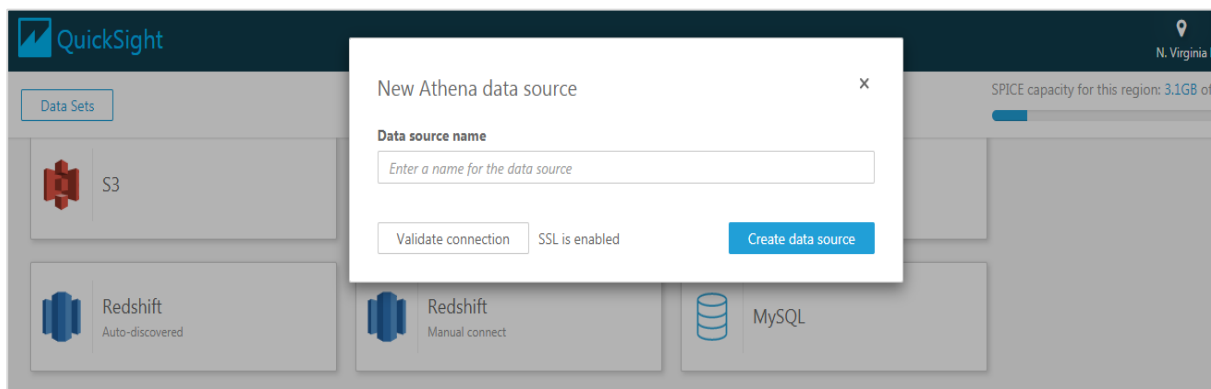 QuickSight
N. Virginia
New Athena data source
x
Data Sets
SPICE capacity for this region: 3.1GB of
Data source name
Enter a name for the data source
S3
Validate connection
SSL is enabled
Create data source
Redshift
Auto-discovered
Redshift
Manual connect
MySQL